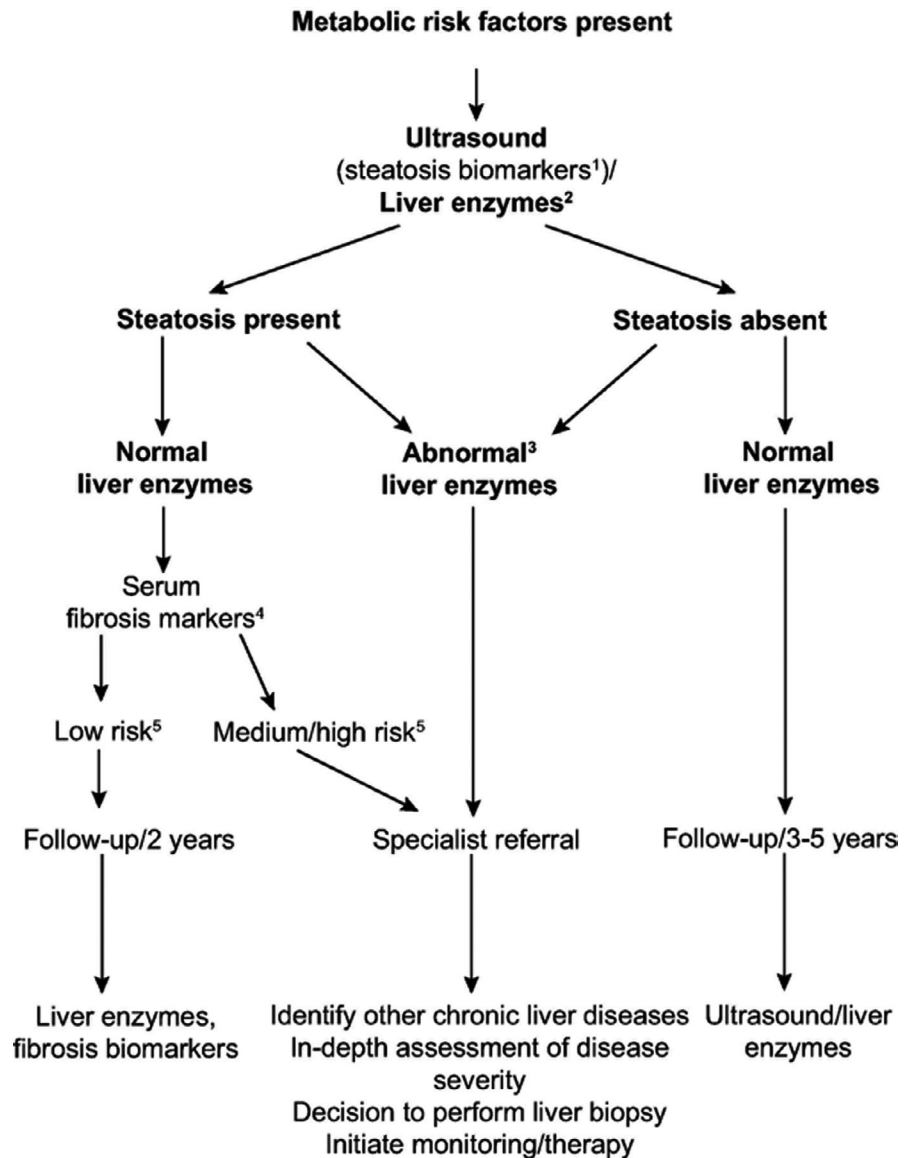 Metabolic risk factors present
Ultrasound
(steatosis biomarkers¹)/
Liver enzymes²
Steatosis present
Steatosis absent
Normal
liver enzymes
Abnormal³
liver enzymes
Normal
liver enzymes
Serum
fibrosis markers⁴
Low risk⁵
Medium/high risk⁵
Follow-up/2 years
Specialist referral
Follow-up/3-5 years
Liver enzymes,
fibrosis biomarkers
Identify other chronic liver diseases
In-depth assessment of disease
severity
Decision to perform liver biopsy
Initiate monitoring/therapy
Ultrasound/liver
enzymes